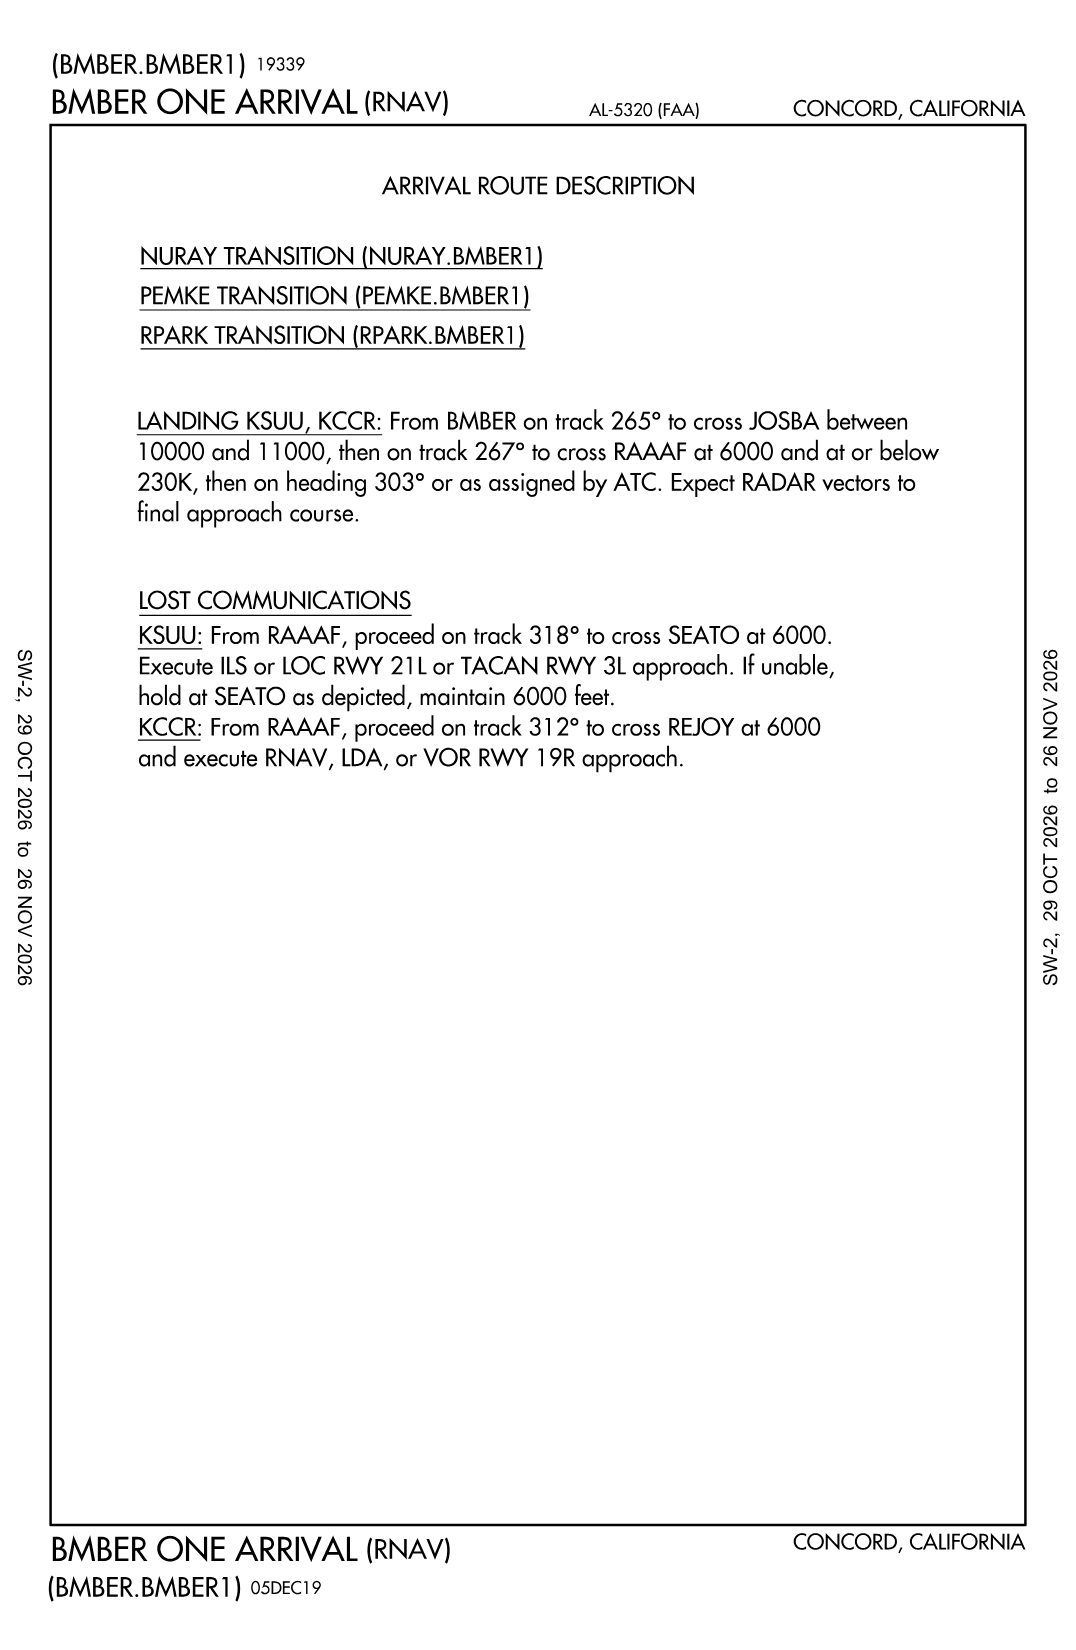 (BMBER.BMBER1) 19339
BMBER ONE ARRIVAL (RNAV)
AL-5320 (FAA)
CONCORD, CALIFORNIA
ARRIVAL ROUTE DESCRIPTION
NURAY TRANSITION (NURAY.BMBER1)
PEMKE TRANSITION (PEMKE.BMBER1)
RPARK TRANSITION (RPARK.BMBER1)
LANDING KSUU, KCCR: From BMBER on track 265° to cross JOSBA between
10000 and 11000, then on track 267° to cross RAAAF at 6000 and at or below
230K, then on heading 303° or as assigned by ATC. Expect RADAR vectors to
final approach course.
LOST COMMUNICATIONS
KSUU: From RAAAF, proceed on track 318° to cross SEATO at 6000.
Execute ILS or LOC RWY 21L or TACAN RWY 3L approach. If unable,
hold at SEATO as depicted, maintain 6000 feet.
KCCR: From RAAAF, proceed on track 312° to cross REJOY at 6000
and execute RNAV, LDA, or VOR RWY 19R approach.
SW-2, 29 OCT 2026 to 26 NOV 2026
SW-2, 29 OCT 2026 to 26 NOV 2026
BMBER ONE ARRIVAL (RNAV)
(BMBER.BMBER1) 05DEC19
CONCORD, CALIFORNIA